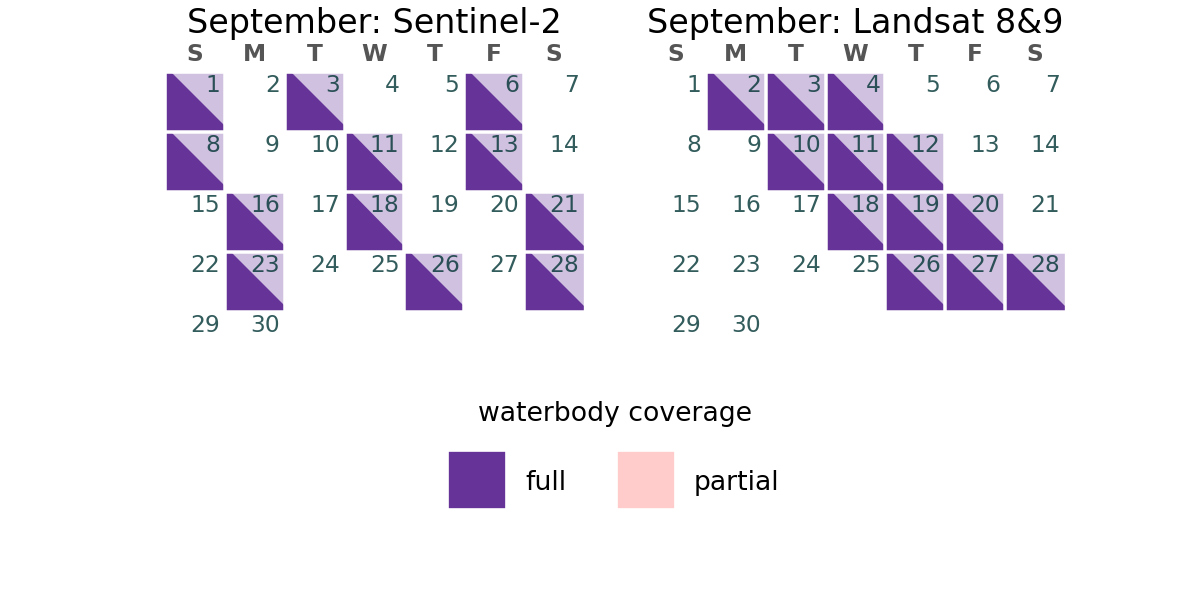 September: Sentinel-2
S M T W T F S
1 2 3 4 5 6 7
8 9 10 11 12 13 14
15 16 17 18 19 20 21
22 23 24 25 26 27 28
29 30
September: Landsat 8&9
S M T W T F S
1 2 3 4 5 6 7
8 9 10 11 12 13 14
15 16 17 18 19 20 21
22 23 24 25 26 27 28
29 30
waterbody coverage
full partial